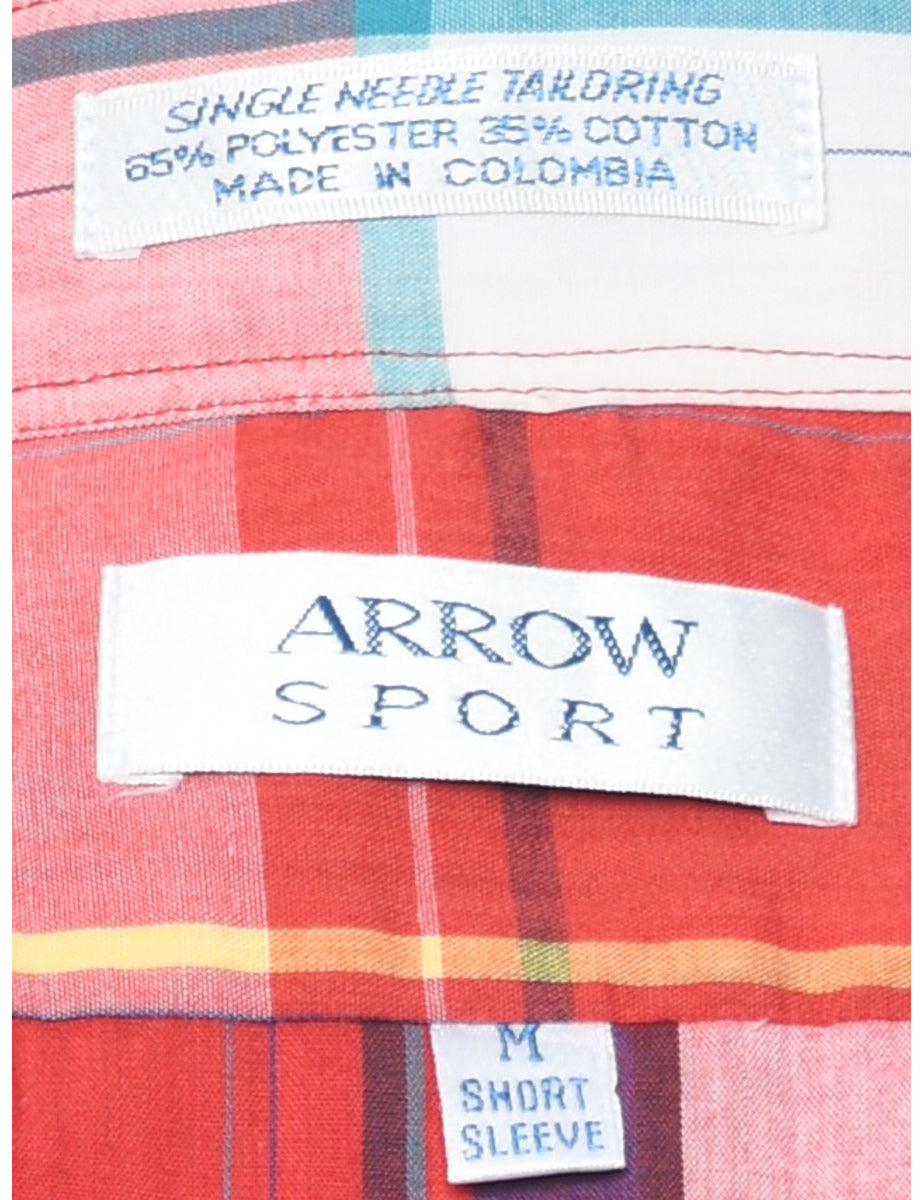 SINGLE NEEDLE TAILORING
65% POLYESTER 35% COTTON
MADE IN COLOMBIA
ARROW
SPORT
M
SHORT
SLEEVE